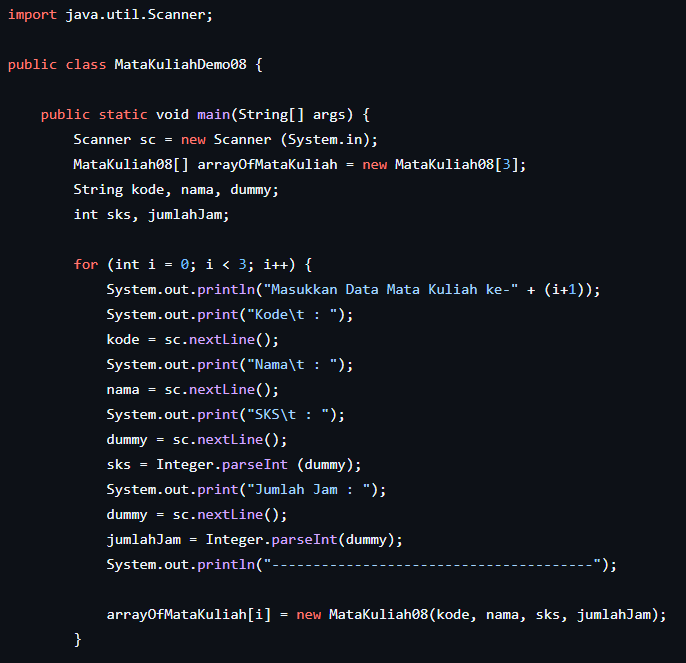 import java.util.Scanner;

public class MataKuliahDemo08 {

    public static void main(String[] args) {
        Scanner sc = new Scanner (System.in);
        MataKuliah08[] arrayOfMataKuliah = new MataKuliah08[3];
        String kode, nama, dummy;
        int sks, jumlahJam;

        for (int i = 0; i < 3; i++) {
            System.out.println("Masukkan Data Mata Kuliah ke-" + (i+1));
            System.out.print("Kode\t : ");
            kode = sc.nextLine();
            System.out.print("Nama\t : ");
            nama = sc.nextLine();
            System.out.print("SKS\t : ");
            dummy = sc.nextLine();
            sks = Integer.parseInt (dummy);
            System.out.print("Jumlah Jam : ");
            dummy = sc.nextLine();
            jumlahJam = Integer.parseInt(dummy);
            System.out.println("---------------------------------------");

            arrayOfMataKuliah[i] = new MataKuliah08(kode, nama, sks, jumlahJam);
        }